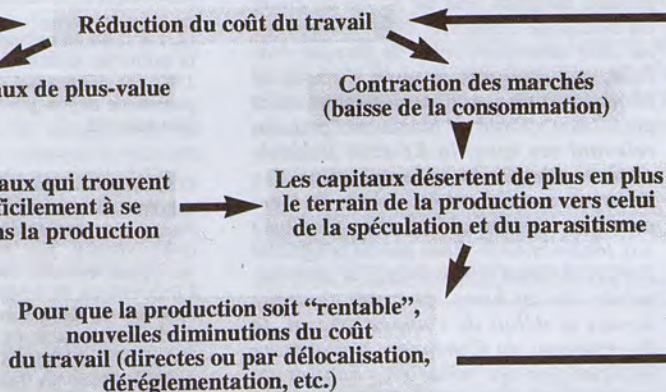 Réduction du coût du travail
aux de plus-value
Contraction des marchés
(baisse de la consommation)
aux qui trouvent
ficilement à se
ns la production
Les capitaux désertent de plus en plus
le terrain de la production vers celui
de la spéculation et du parasitisme
Pour que la production soit “rentable”,
nouvelles diminutions du coût
du travail (directes ou par délocalisation,
déréglementation, etc.)